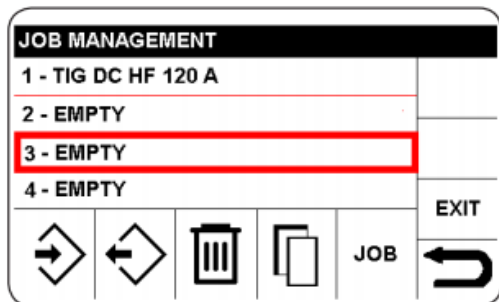 JOB MANAGEMENT
1 - TIG DC HF 120 A
2 - EMPTY
3 - EMPTY
4 - EMPTY
EXIT
JOB